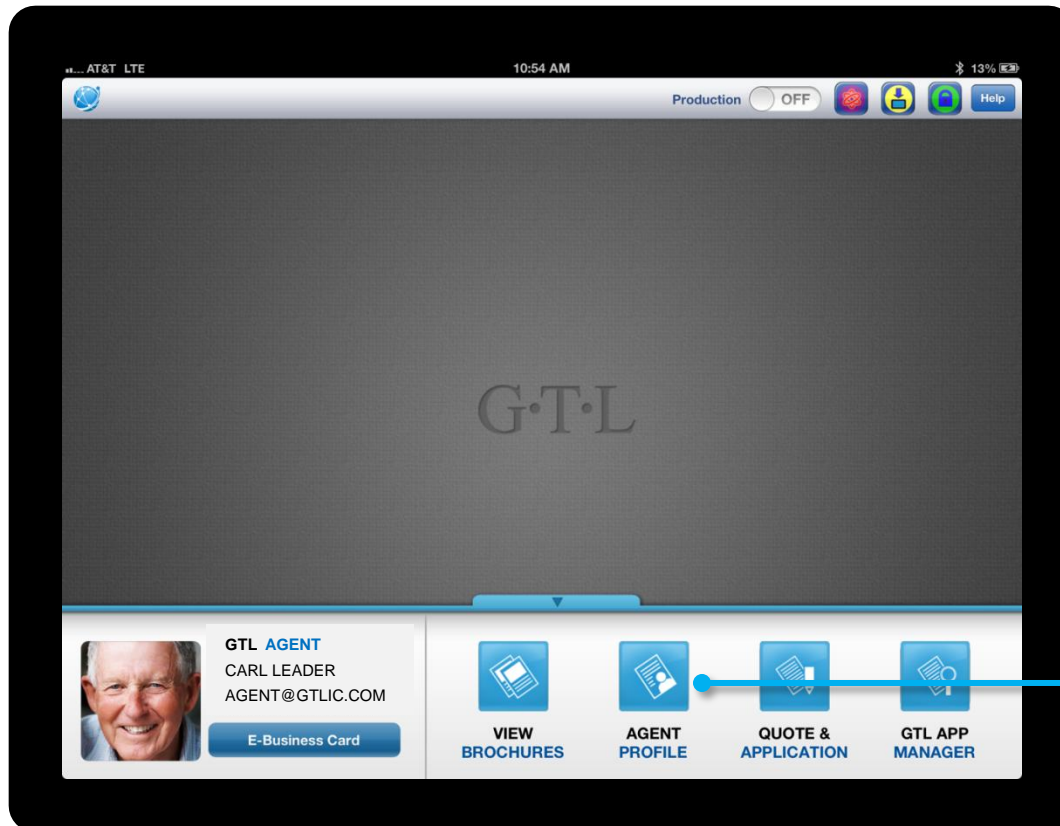 AT&T LTE
10:54 AM
13%
Production OFF
Help
G·T·L
GTL AGENT
CARL LEADER
AGENT@GTLIC.COM
E-Business Card
VIEW
BROCHURES
AGENT
PROFILE
QUOTE &
APPLICATION
GTL APP
MANAGER